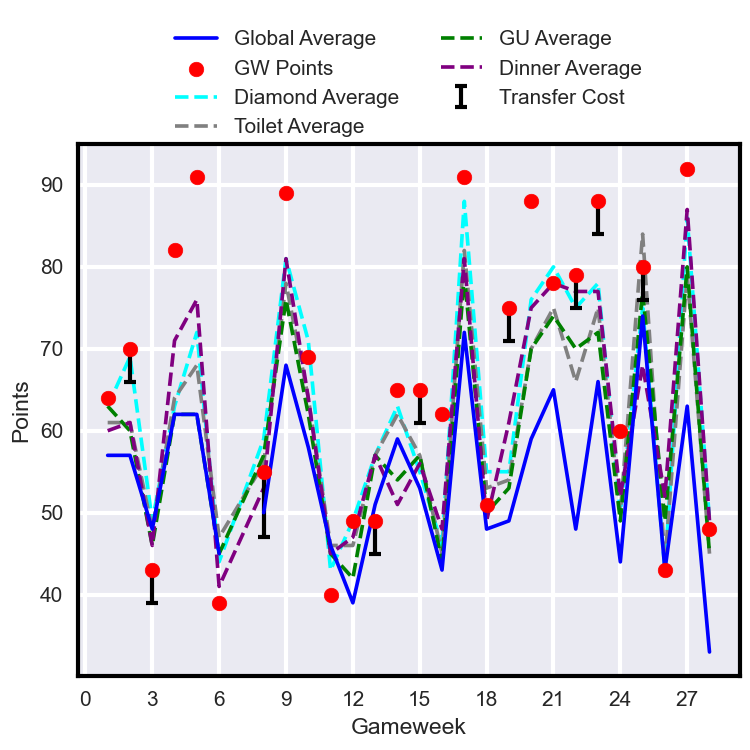 Global Average
GW Points
Diamond Average
Toilet Average
GU Average
Dinner Average
Transfer Cost
90
80
70
60
50
40
Points
0 3 6 9 12 15 18 21 24 27
Gameweek